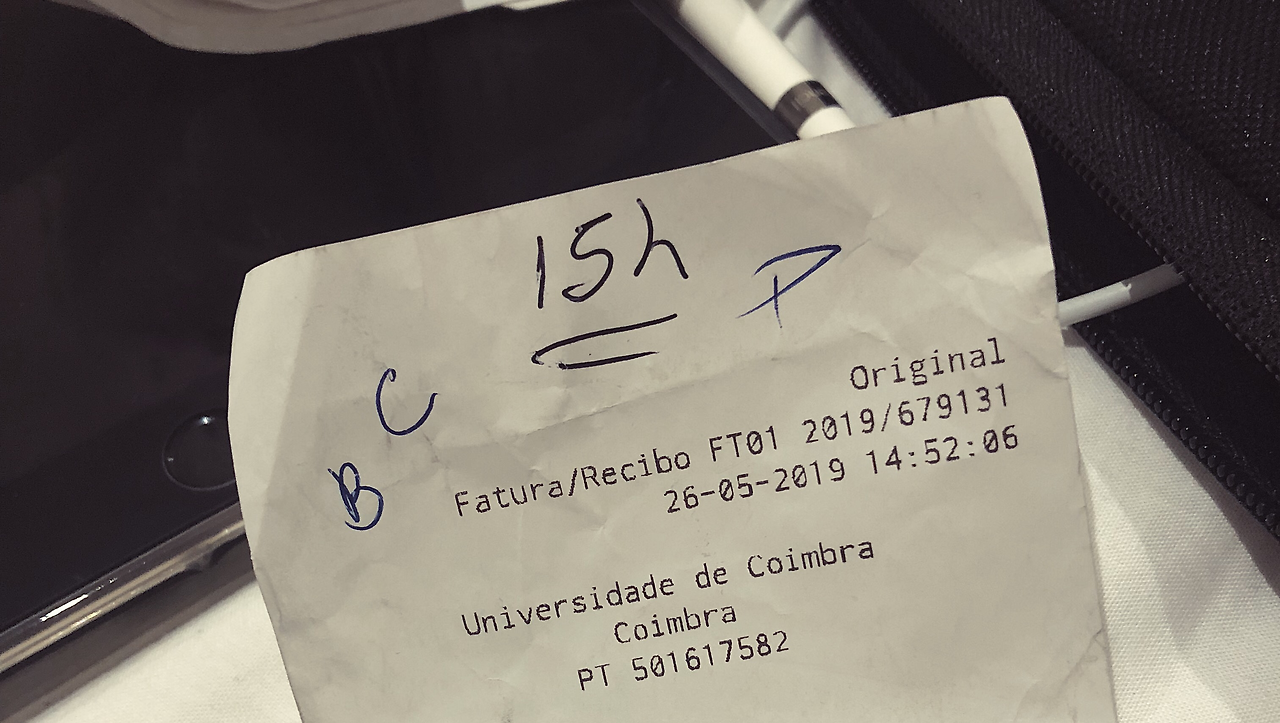 15h
P
C
B
Original
Fatura/Recibo FT01 2019/679131
26-05-2019 14:52:06
Universidade de Coimbra
Coimbra
PT 501617582